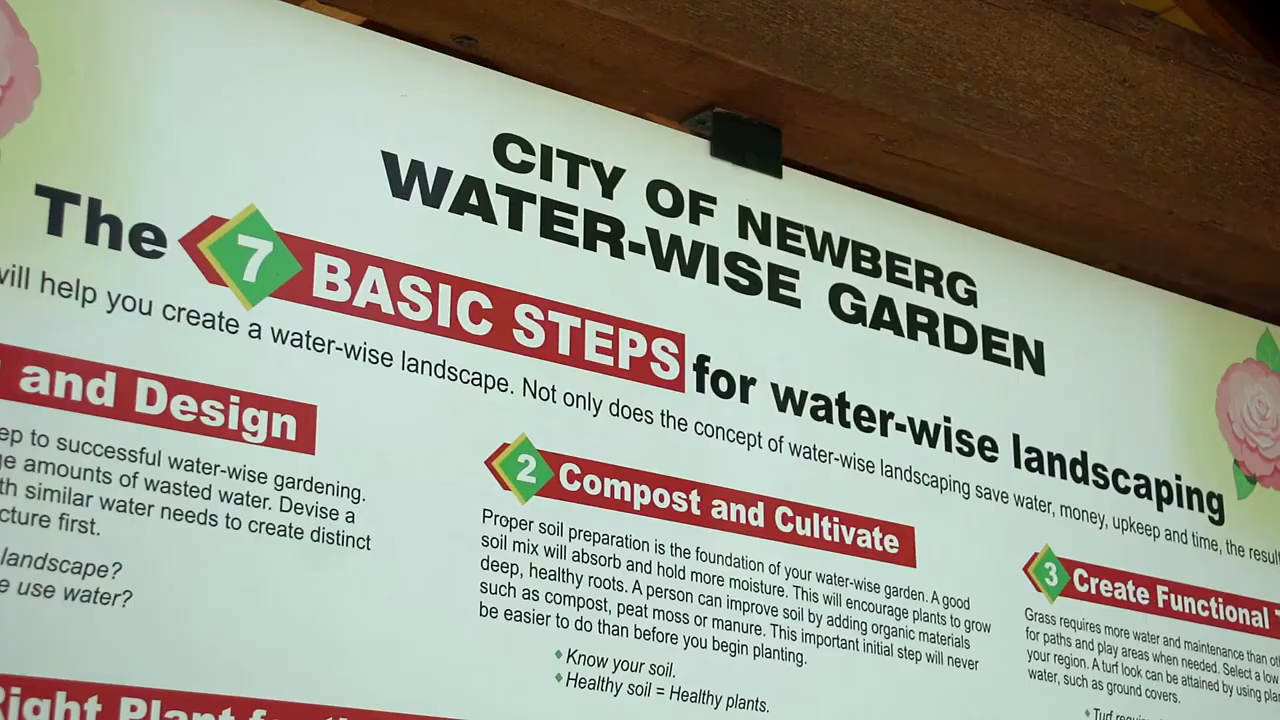 CITY OF NEWBERG
WATER-WISE GARDEN
The 7 BASIC STEPS for water-wise landscaping
will help you create a water-wise landscape. Not only does the concept of water-wise landscaping save water, money, upkeep and time, the result
and Design
to successful water-wise gardening.
amounts of wasted water. Devise a
similar water needs to create distinct
first.
landscape?
use water?
2 Compost and Cultivate
Proper soil preparation is the foundation of your water-wise garden. A good
soil mix will absorb and hold more moisture. This will encourage plants to grow
deep, healthy roots. A person can improve soil by adding organic materials
such as compost, peat moss or manure. This important initial step will never
be easier to do than before you begin planting.
Know your soil.
Healthy soil = Healthy plants.
3 Create Functional
Grass requires more water and maintenance than
for paths and play areas when needed. Select a low
your region. A turf look can be attained by using
water, such as ground covers.
Turf
Right Plant